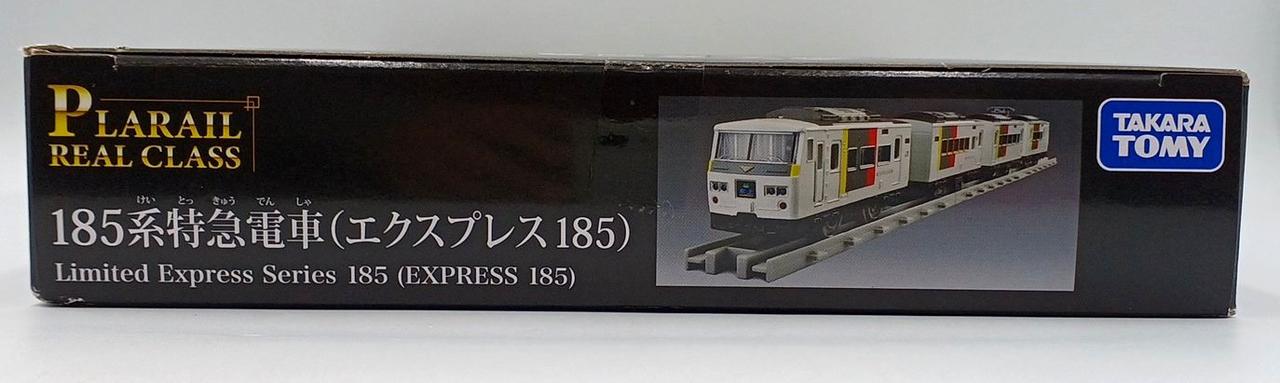 PLARAIL
REAL CLASS
けい とっ きゅう でん しゃ
185系特急電車(エクスプレス185)
Limited Express Series 185 (EXPRESS 185)
TAKARA
TOMY